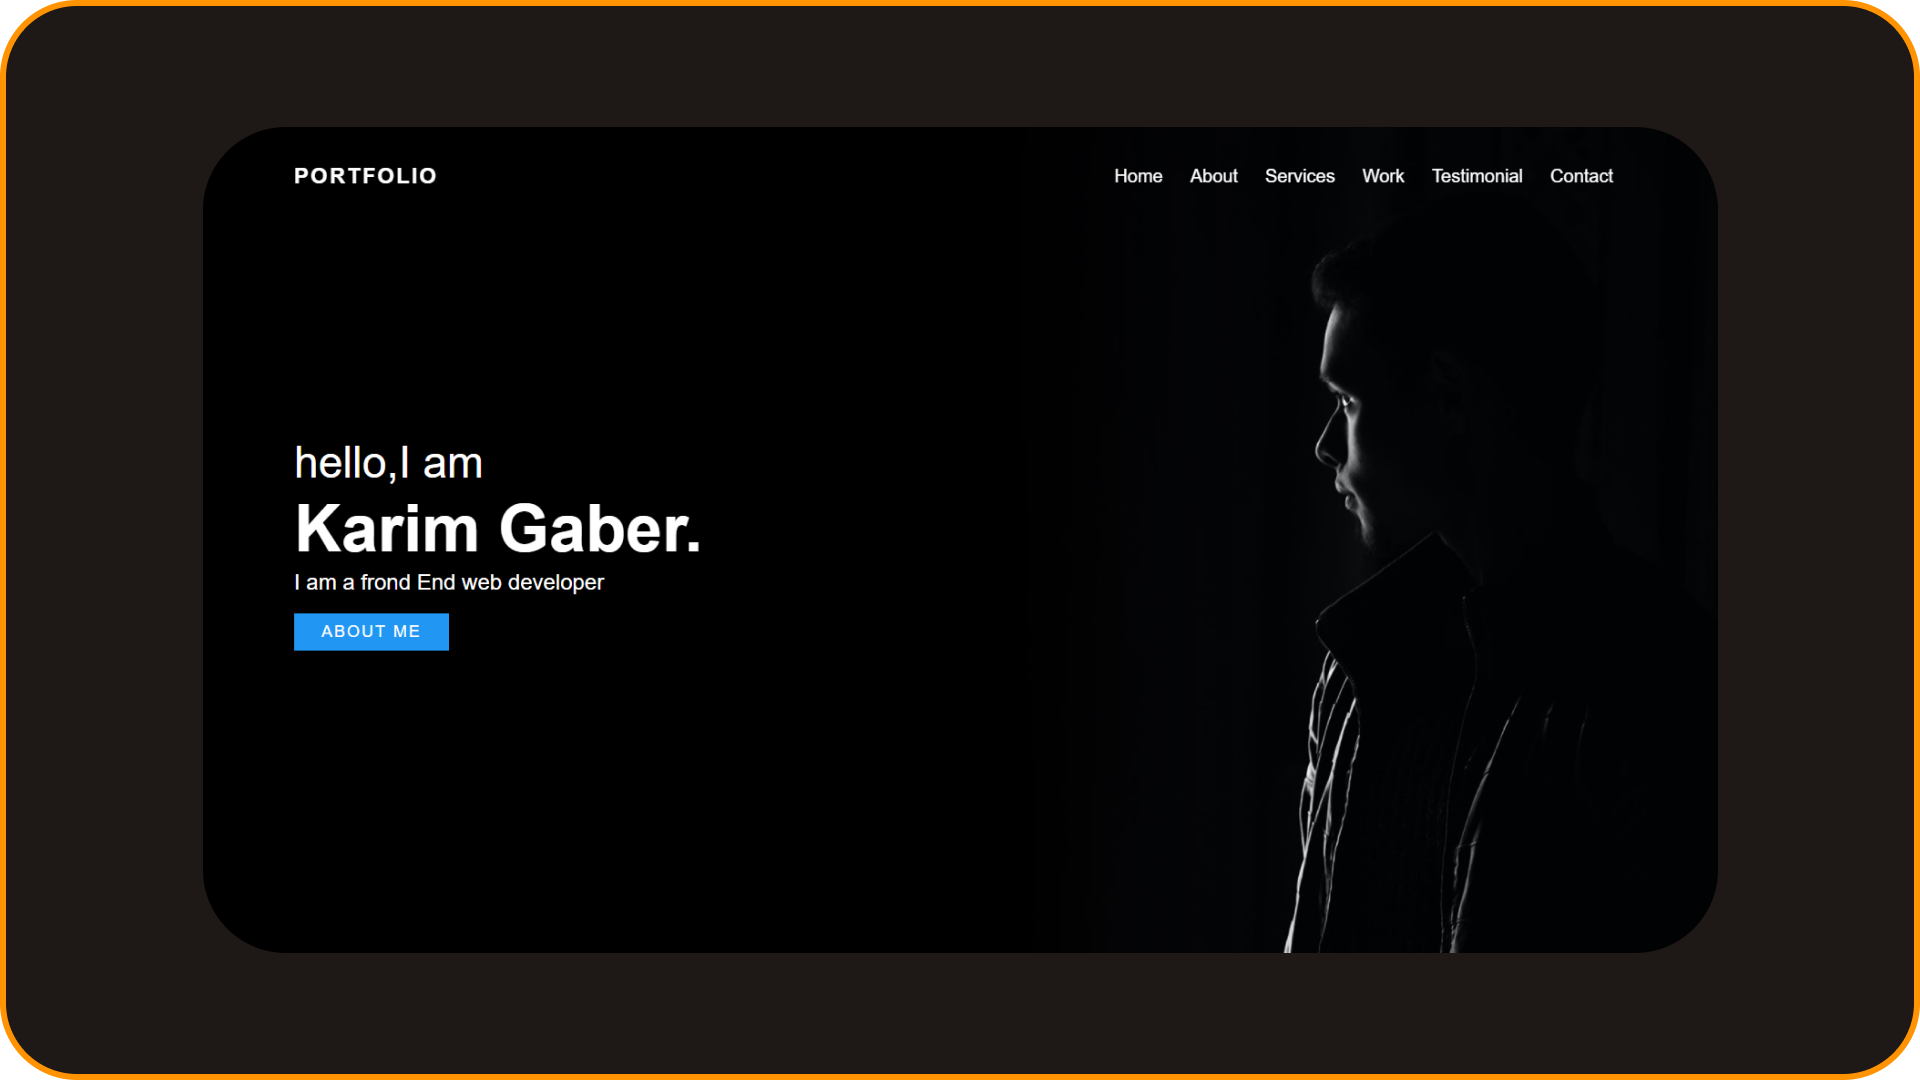 PORTFOLIO
Home About Services Work Testimonial Contact
hello,I am
Karim Gaber.
I am a frond End web developer
ABOUT ME